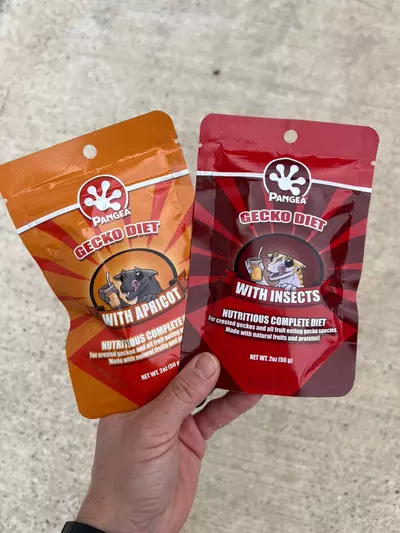 PANGEA
GECKO DIET
WITH APRICOT
NUTRITIOUS COMPLETE
For crested geckos and all fruit eating
Made with natural fruits and
NET WT. 2oz (56
PANGEA
GECKO DIET
WITH INSECTS
NUTRITIOUS COMPLETE DIET
For crested geckos and all fruit eating gecko species.
Made with natural fruits and proteins!
NET WT. 2oz (56 g)